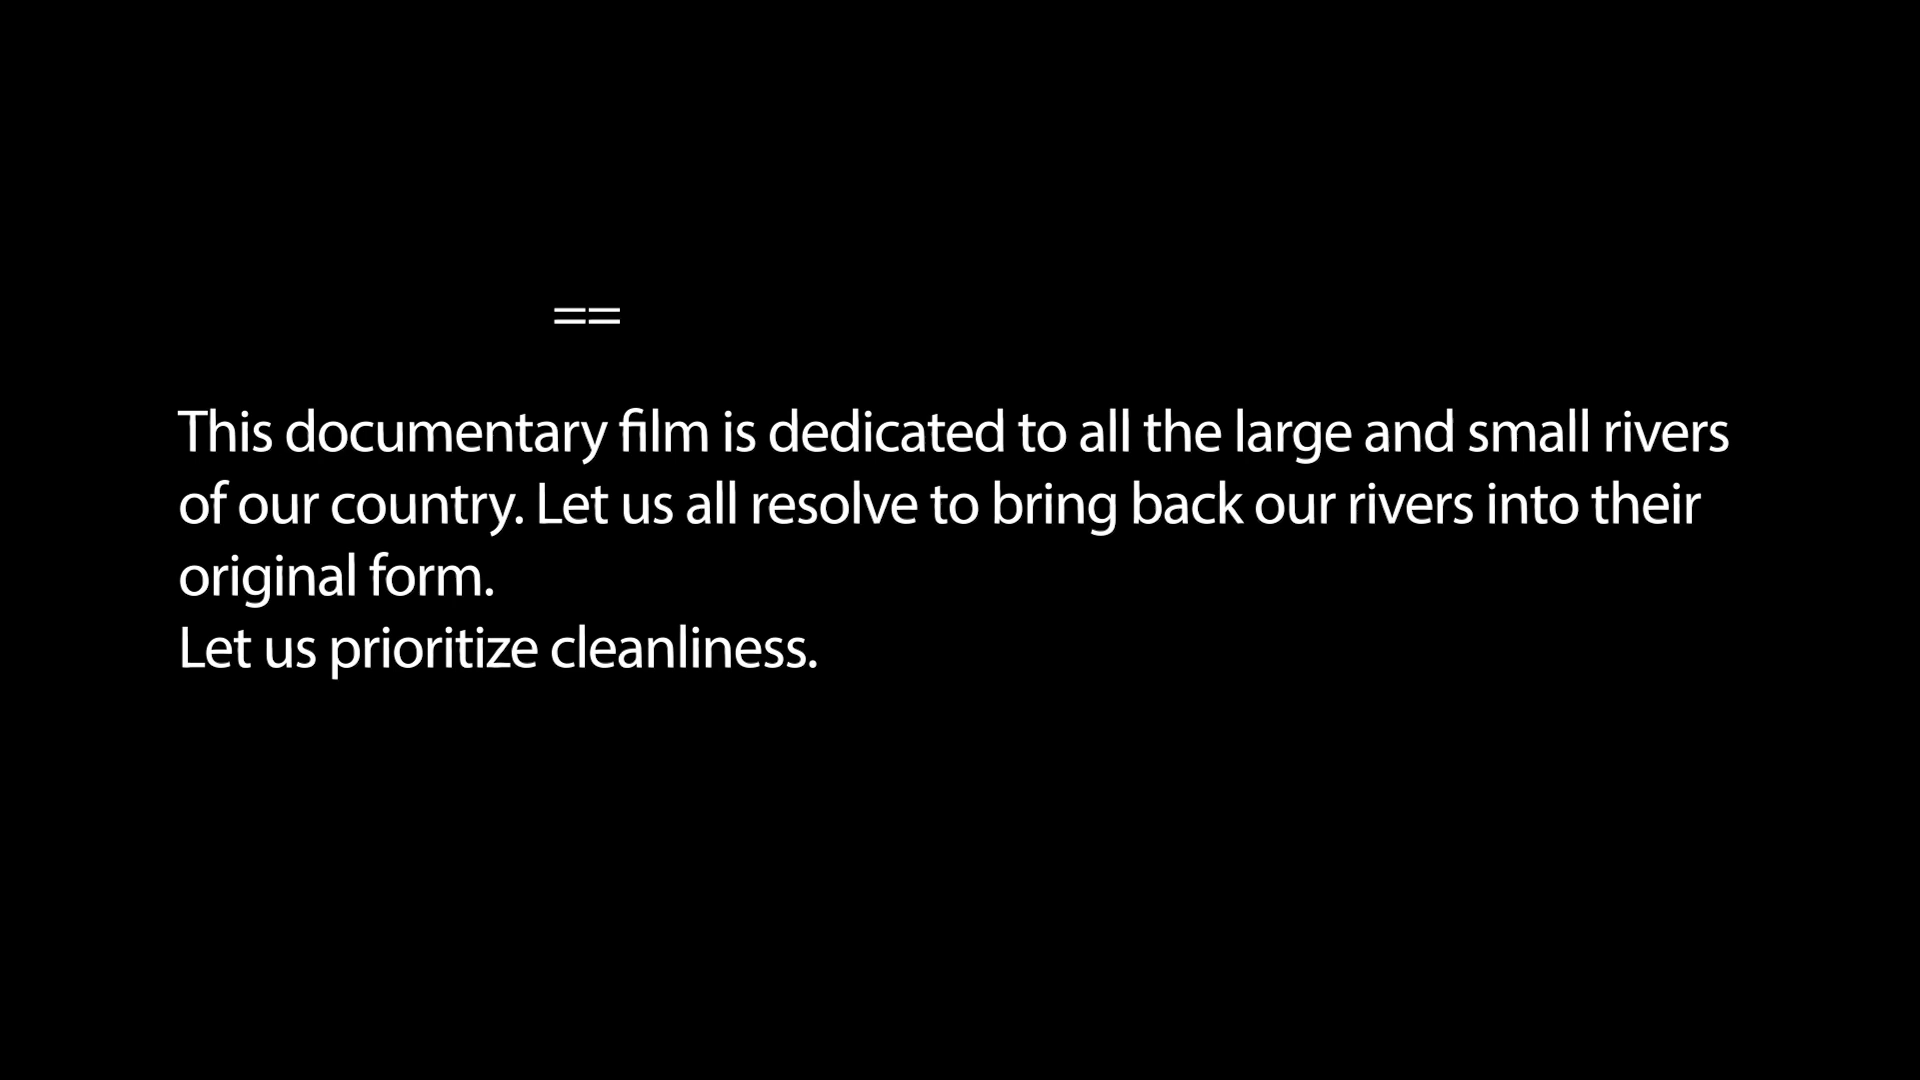 ==
This documentary film is dedicated to all the large and small rivers
of our country. Let us all resolve to bring back our rivers into their
original form.
Let us prioritize cleanliness.